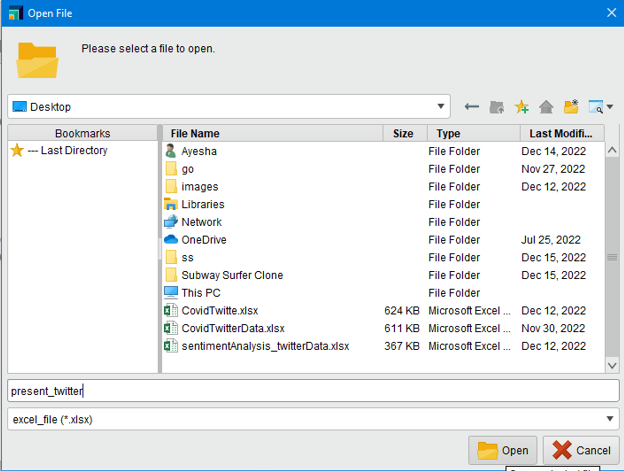 Open File
Please select a file to open.
Desktop
Bookmarks
--- Last Directory
File Name Size Type Last Modifi...
Ayesha File Folder Dec 14, 2022
go File Folder Nov 27, 2022
images File Folder Dec 12, 2022
Libraries File Folder
Network File Folder
OneDrive File Folder Jul 25, 2022
ss File Folder Dec 15, 2022
Subway Surfer Clone File Folder Dec 15, 2022
This PC File Folder
CovidTwitte.xlsx 624 KB Microsoft Excel ... Dec 12, 2022
CovidTwitterData.xlsx 611 KB Microsoft Excel ... Nov 30, 2022
sentimentAnalysis_twitterData.xlsx 367 KB Microsoft Excel ... Dec 12, 2022
present_twitter
excel_file (*.xlsx)
Open Cancel